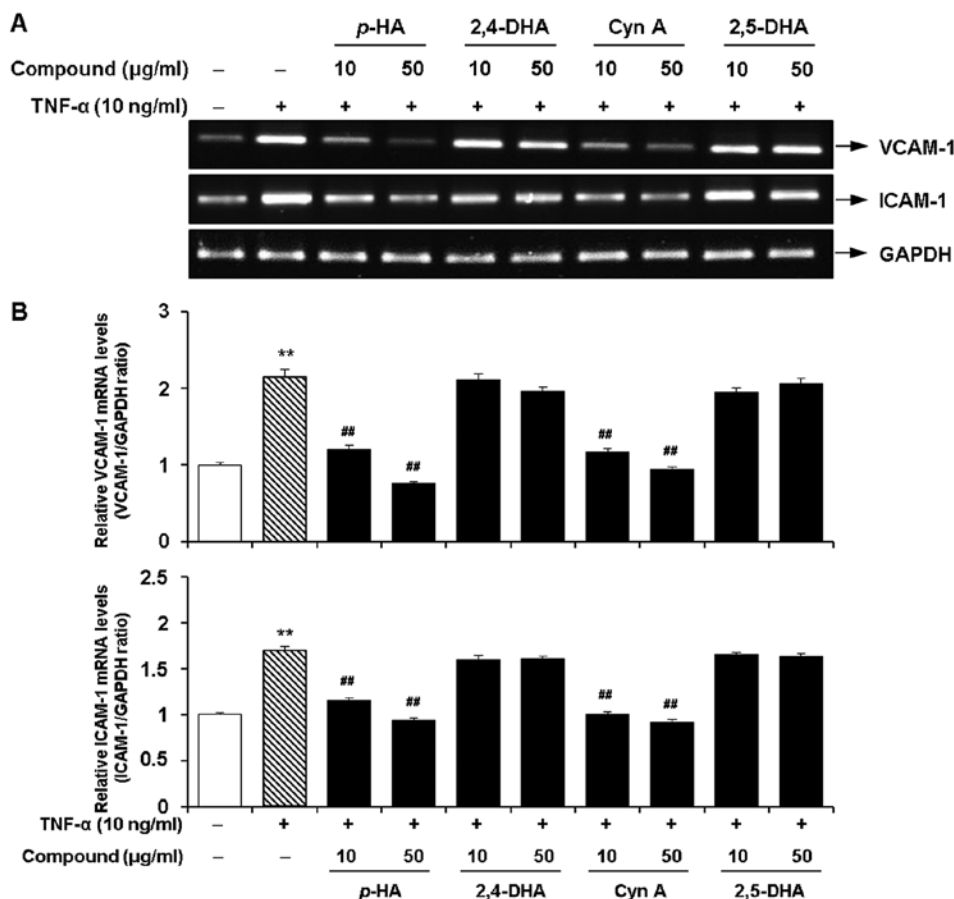 A
p-HA 2,4-DHA Cyn A 2,5-DHA
Compound (µg/ml) – – 10 50 10 50 10 50 10 50
TNF-α (10 ng/ml) – + + + + + + + + +
VCAM-1
ICAM-1
GAPDH
B
Relative VCAM-1 mRNA levels
(VCAM-1/GAPDH ratio)
3
2
1
0
**
##
##
##
##
Relative ICAM-1 mRNA levels
(ICAM-1/GAPDH ratio)
2.5
2
1.5
1
0.5
0
**
##
##
##
##
TNF-α (10 ng/ml) – + + + + + + + + +
Compound (µg/ml) – – 10 50 10 50 10 50 10 50
p-HA 2,4-DHA Cyn A 2,5-DHA